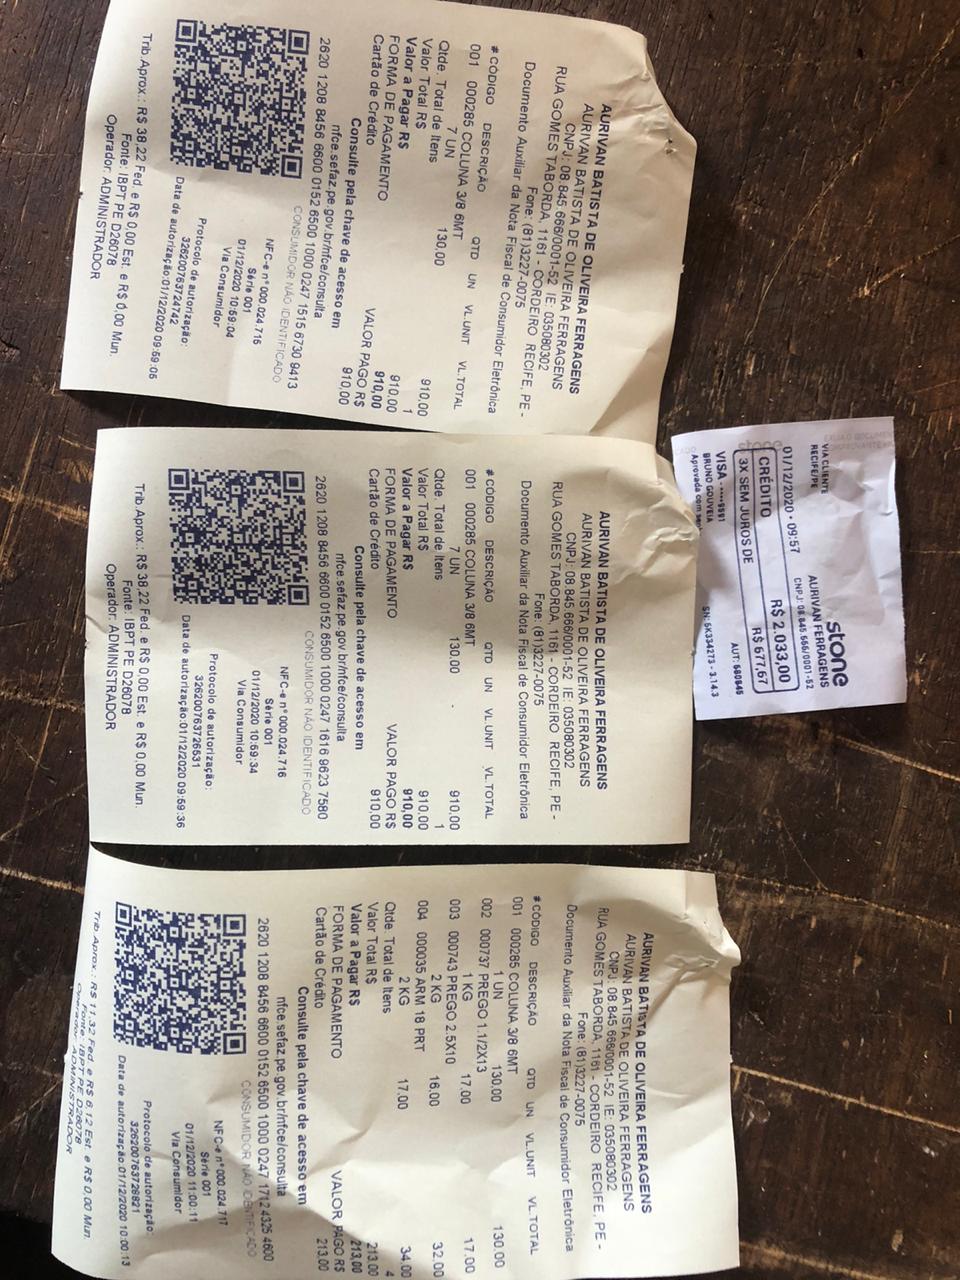 AURIVAN BATISTA DE OLIVEIRA FERRAGENS
AURIVAN BATISTA DE OLIVEIRA FERRAGENS
CNPJ: 08.845.666/0001-52 IE: 035080302
RUA GOMES TABORDA, 1161 - CORDEIRO RECIFE, PE -
Fone: (81)3227-0075
Documento Auxiliar da Nota Fiscal de Consumidor Eletrônica
# CÓDIGO DESCRIÇÃO QTD UN VL.UNIT VL.TOTAL
001 000285 COLUNA 3/8 6MT
7 UN 130,00 910,00
Qtde. Total de Itens 1
Valor Total R$ 910,00
Valor a Pagar R$ 910,00
FORMA DE PAGAMENTO VALOR PAGO R$
Cartão de Crédito 910,00
Consulte pela chave de acesso em
nfce.sefaz.pe.gov.br/nfce/consulta
2620 1208 8456 6600 0152 6500 1000 0247 1515 6730 9413
CONSUMIDOR NÃO IDENTIFICADO
NFC-e nº 000.024.715
Série 001
01/12/2020 10:59:04
Via Consumidor
Protocolo de autorização:
326200763724742
Data de autorização:01/12/2020 09:59:05
Trib.Aprox.: R$ 38,22 Fed. e R$ 0,00 Est. e R$ 0,00 Mun.
Fonte: IBPT PE D26078
Operador: ADMINISTRADOR
AURIVAN BATISTA DE OLIVEIRA FERRAGENS
AURIVAN BATISTA DE OLIVEIRA FERRAGENS
CNPJ: 08.845.666/0001-52 IE: 035080302
RUA GOMES TABORDA, 1161 - CORDEIRO RECIFE, PE -
Fone: (81)3227-0075
Documento Auxiliar da Nota Fiscal de Consumidor Eletrônica
# CÓDIGO DESCRIÇÃO QTD UN VL.UNIT VL.TOTAL
001 000285 COLUNA 3/8 6MT
7 UN 130,00 910,00
Qtde. Total de Itens 1
Valor Total R$ 910,00
Valor a Pagar R$ 910,00
FORMA DE PAGAMENTO VALOR PAGO R$
Cartão de Crédito 910,00
Consulte pela chave de acesso em
nfce.sefaz.pe.gov.br/nfce/consulta
2620 1208 8456 6600 0152 6500 1000 0247 1616 9623 7580
CONSUMIDOR NÃO IDENTIFICADO
NFC-e nº 000.024.716
Série 001
01/12/2020 10:59:34
Via Consumidor
Protocolo de autorização:
326200763726531
Data de autorização:01/12/2020 09:59:36
Trib.Aprox.: R$ 38,22 Fed. e R$ 0,00 Est. e R$ 0,00 Mun.
Fonte: IBPT PE D26078
Operador: ADMINISTRADOR
AURIVAN BATISTA DE OLIVEIRA FERRAGENS
AURIVAN BATISTA DE OLIVEIRA FERRAGENS
CNPJ: 08.845.666/0001-52 IE: 035080302
RUA GOMES TABORDA, 1161 - CORDEIRO RECIFE, PE -
Fone: (81)3227-0075
Documento Auxiliar da Nota Fiscal de Consumidor Eletrônica
# CÓDIGO DESCRIÇÃO QTD UN VL.UNIT VL.TOTAL
001 000285 COLUNA 3/8 6MT
1 UN 130,00 130,00
002 000737 PREGO 1.1/2X13
1 KG 17,00 17,00
003 000743 PREGO 2.5X10
2 KG 16,00 32,00
004 000035 ARM 18 PRT
2 KG 17,00 34,00
Qtde. Total de Itens 4
Valor Total R$ 213,00
Valor a Pagar R$ 213,00
FORMA DE PAGAMENTO VALOR PAGO R$
Cartão de Crédito 213,00
Consulte pela chave de acesso em
nfce.sefaz.pe.gov.br/nfce/consulta
2620 1208 8456 6600 0152 6500 1000 0247 1712 4325 4600
CONSUMIDOR NÃO IDENTIFICADO
NFC-e nº 000.024.717
Série 001
01/12/2020 11:00:11
Via Consumidor
Protocolo de autorização:
326200763728821
Data de autorização:01/12/2020 10:00:13
Trib.Aprox.: R$ 11,32 Fed. e R$ 6,12 Est. e R$ 0,00 Mun.
Fonte: IBPT PE D26078
Operador: ADMINISTRADOR
stone
VIA CLIENTE AURIVAN FERRAGENS
RECIFE/PE CNPJ: 08.845.666/0001-52
01/12/2020 - 09:57
CRÉDITO R$ 2.033,00
3X SEM JUROS DE R$ 677,67
VISA - ····9591 AUT: 580845
BRUNO GOUVEIA
Aprovada com SN: 6K334273 - 3.14.3